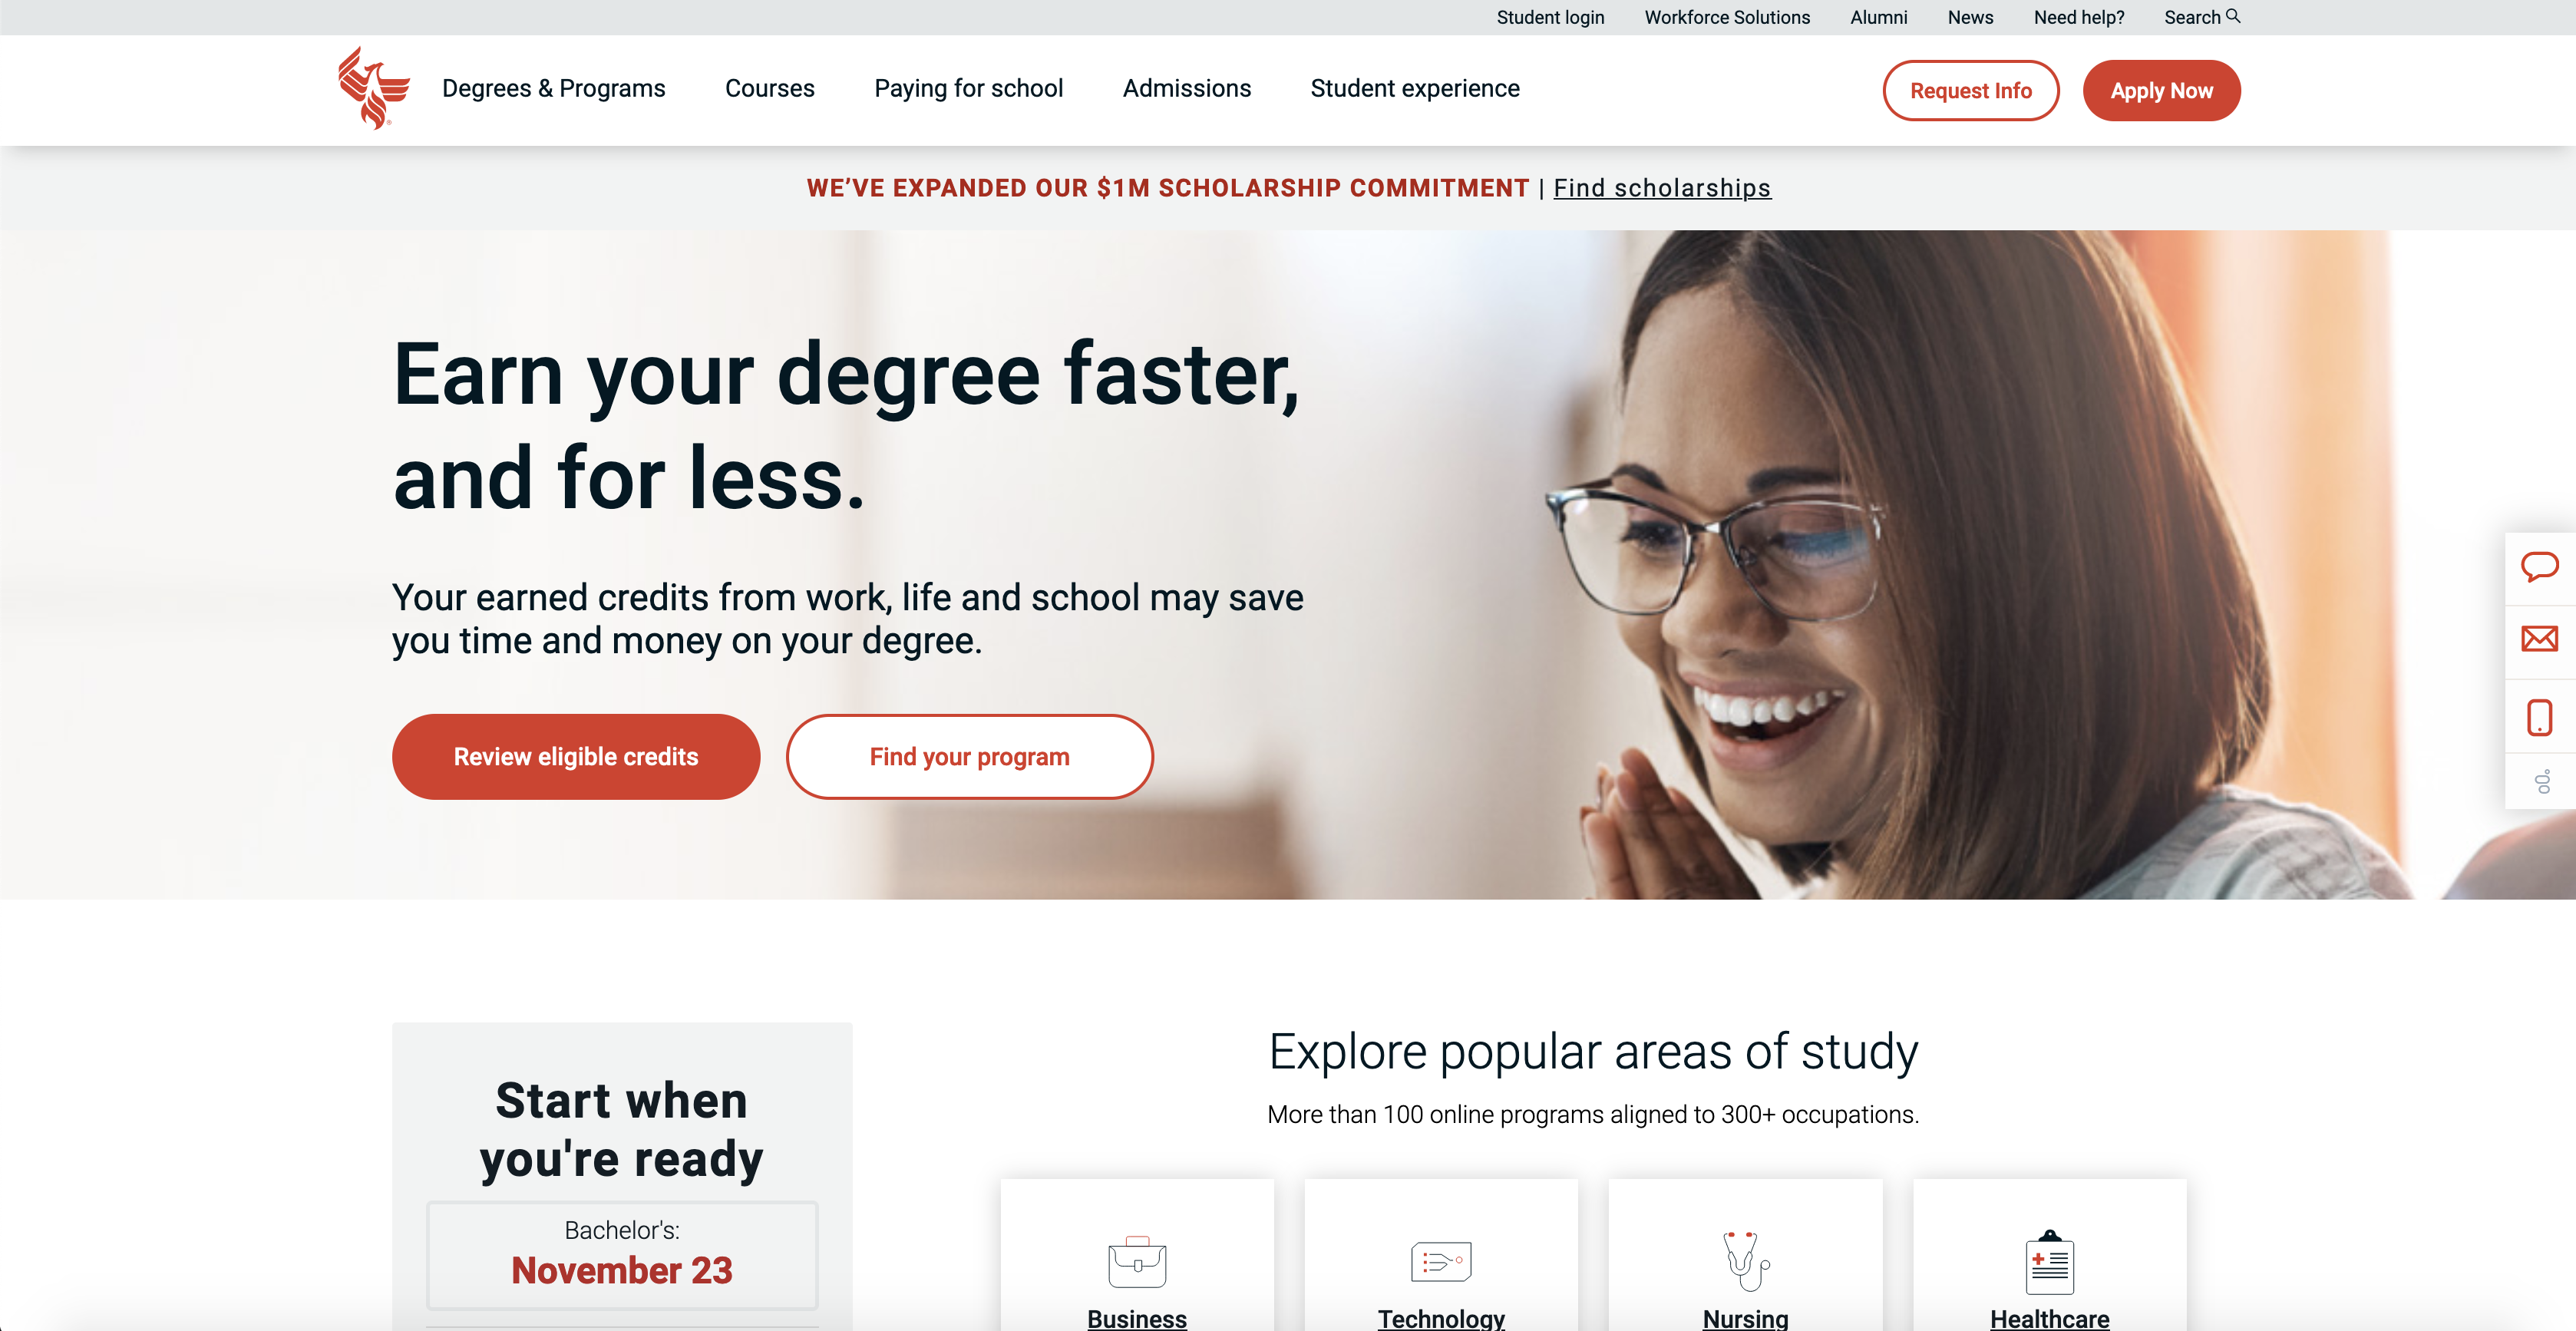 Student login Workforce Solutions Alumni News Need help? Search
Degrees & Programs Courses Paying for school Admissions Student experience Request Info Apply Now
WE’VE EXPANDED OUR $1M SCHOLARSHIP COMMITMENT | Find scholarships
Earn your degree faster,
and for less.
Your earned credits from work, life and school may save
you time and money on your degree.
Review eligible credits Find your program
Start when
you're ready
Bachelor's:
November 23
Explore popular areas of study
More than 100 online programs aligned to 300+ occupations.
Business Technology Nursing Healthcare